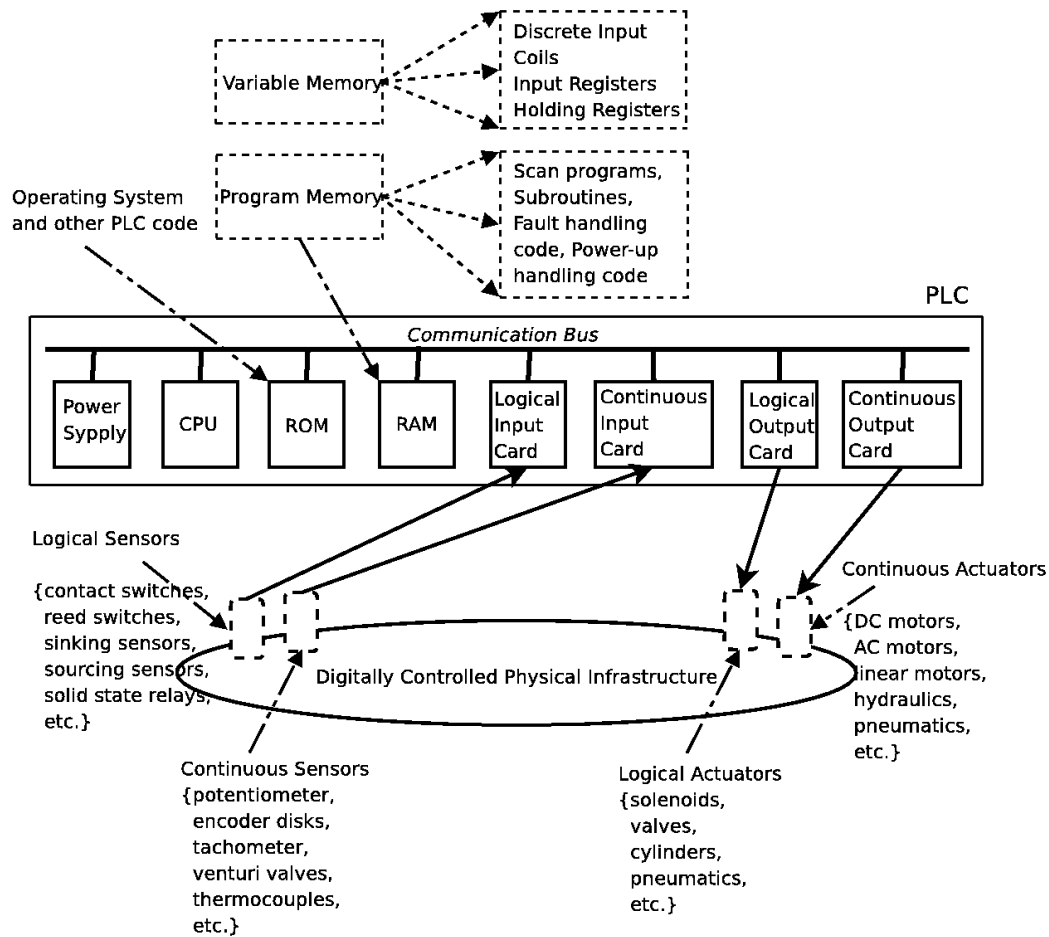 Discrete Input
Coils
Input Registers
Holding Registers
Variable Memory
Scan programs,
Subroutines,
Fault handling
code, Power-up
handling code
Program Memory
Operating System
and other PLC code
PLC
Communication Bus
Power
Sypply
CPU
ROM
RAM
Logical
Input
Card
Continuous
Input
Card
Logical
Output
Card
Continuous
Output
Card
Logical Sensors
{contact switches,
reed switches,
sinking sensors,
sourcing sensors,
solid state relays,
etc.}
Continuous Actuators
{DC motors,
AC motors,
linear motors,
hydraulics,
pneumatics,
etc.}
Digitally Controlled Physical Infrastructure
Continuous Sensors
{potentiometer,
encoder disks,
tachometer,
venturi valves,
thermocouples,
etc.}
Logical Actuators
{solenoids,
valves,
cylinders,
pneumatics,
etc.}